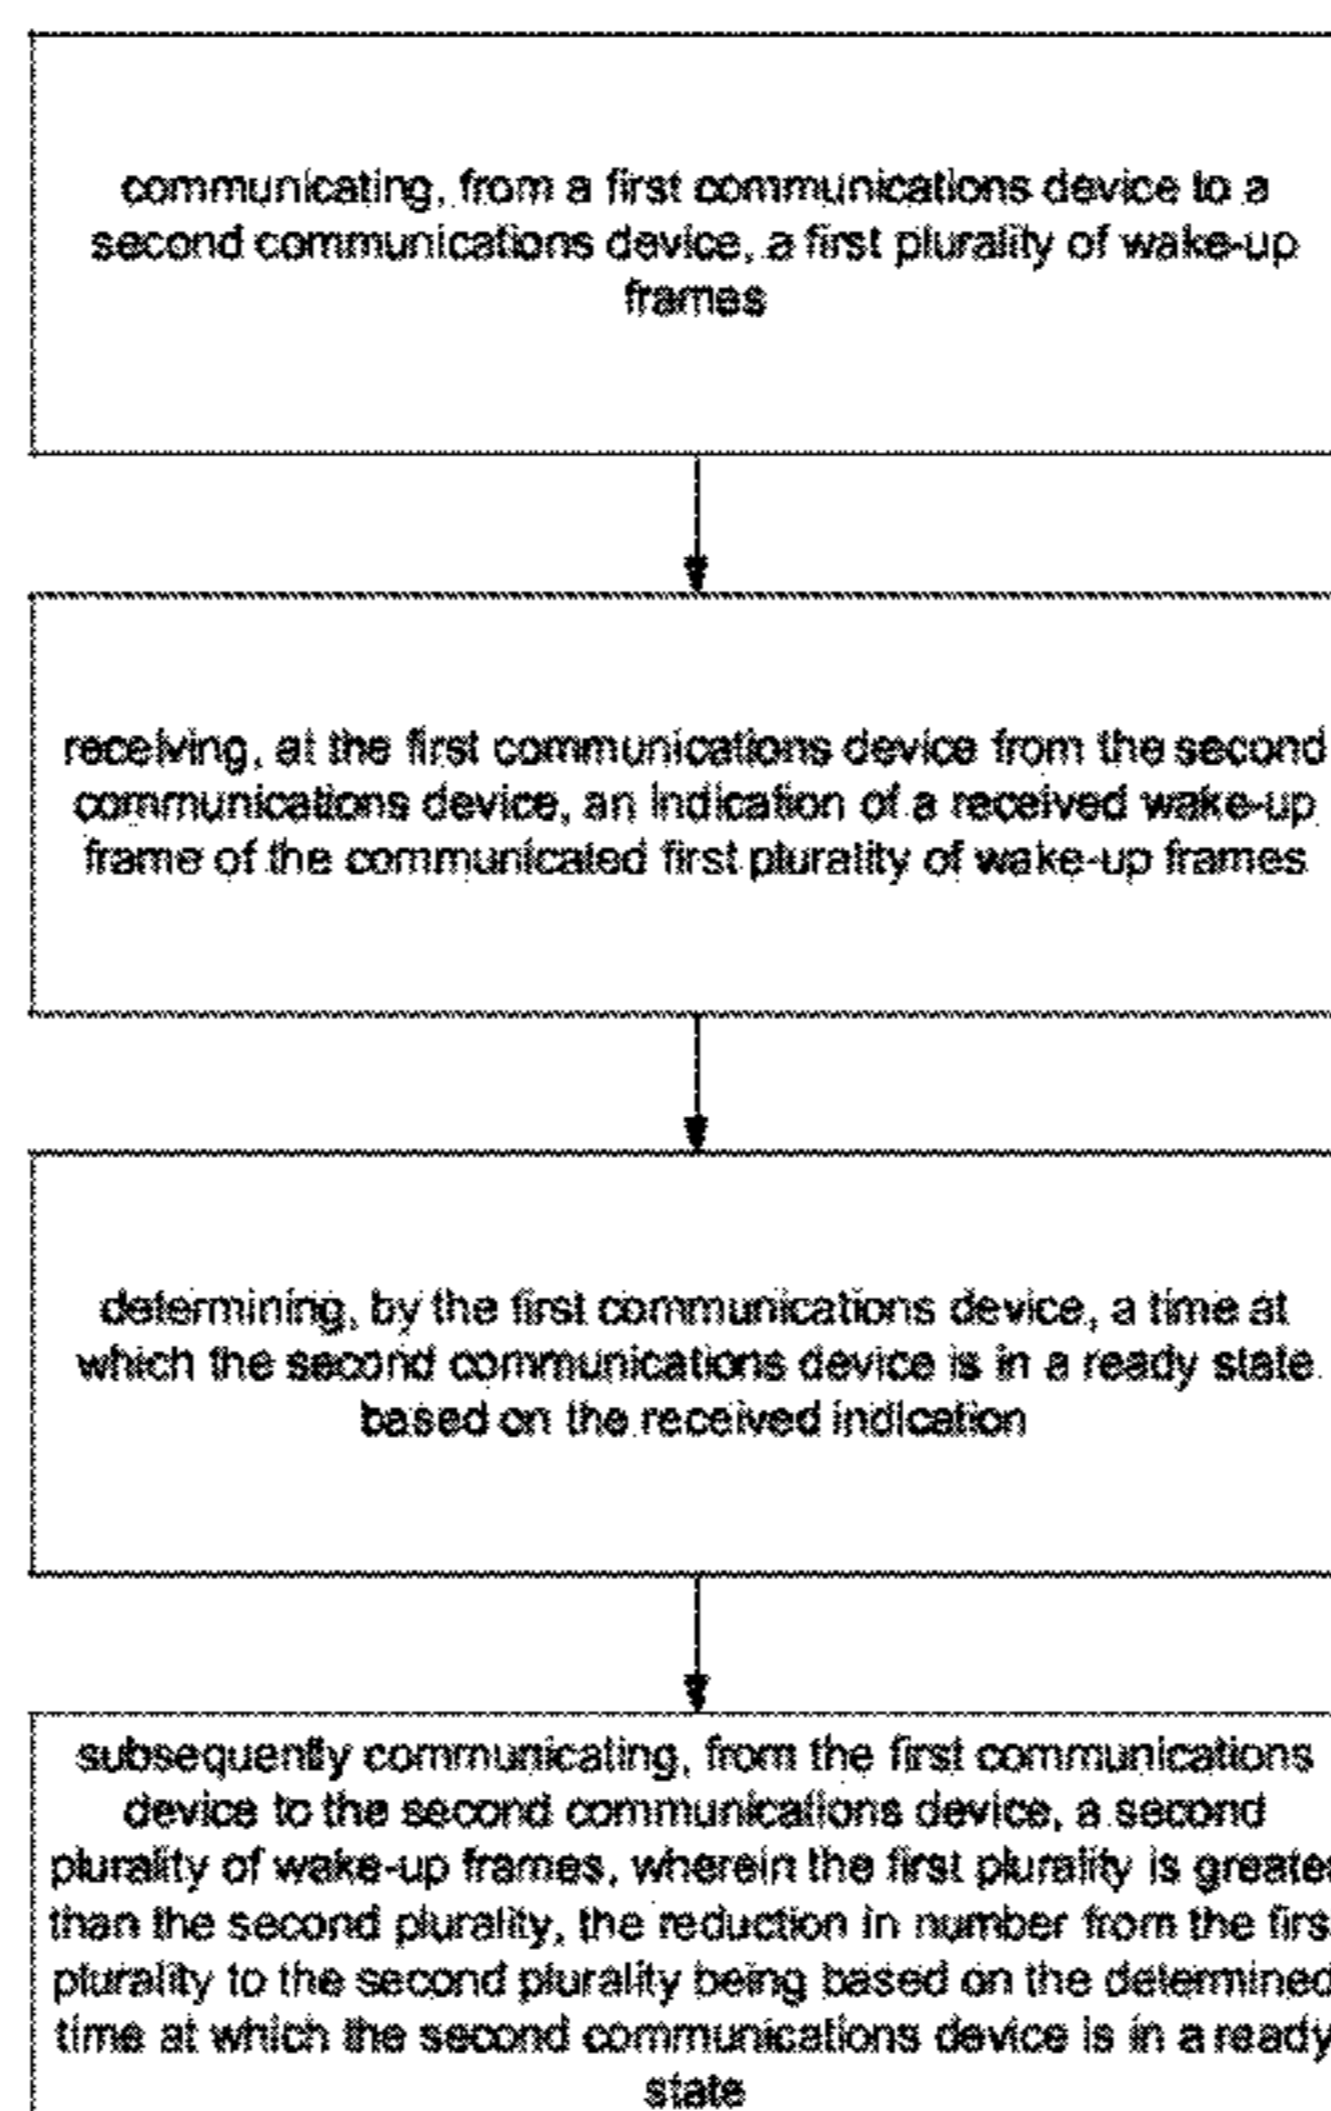 communicating, from a first communications device to a
second communications device, a first plurality of wake-up
frames
receiving, at the first communications device from the second
communications device, an indication of a received wake-up
frame of the communicated first plurality of wake-up frames
determining, by the first communications device, a time at
which the second communications device is in a ready state
based on the received indication
subsequently communicating, from the first communications
device to the second communications device, a second
plurality of wake-up frames, wherein the first plurality is greater
than the second plurality, the reduction in number from the first
plurality to the second plurality being based on the determined
time at which the second communications device is in a ready
state